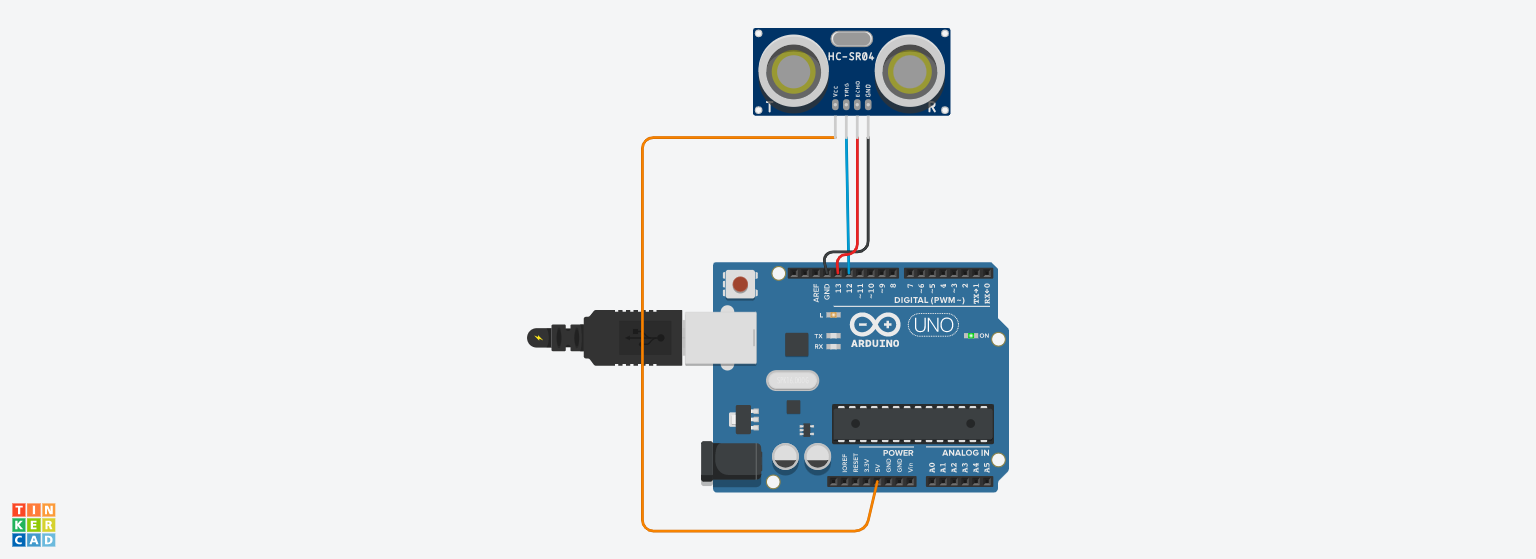 HC-SR04
VCC
TRIG
ECHO
GND
T
R
AREF
GND
13
12
~11
~10
~9
8
7
~6
~5
4
~3
2
TX→1
RX←0
DIGITAL (PWM~)
L
TX
RX
UNO
ON
ARDUINO
POWER
ANALOG IN
IOREF
RESET
3.3V
5V
GND
GND
Vin
A0
A1
A2
A3
A4
A5
TIN
KER
CAD